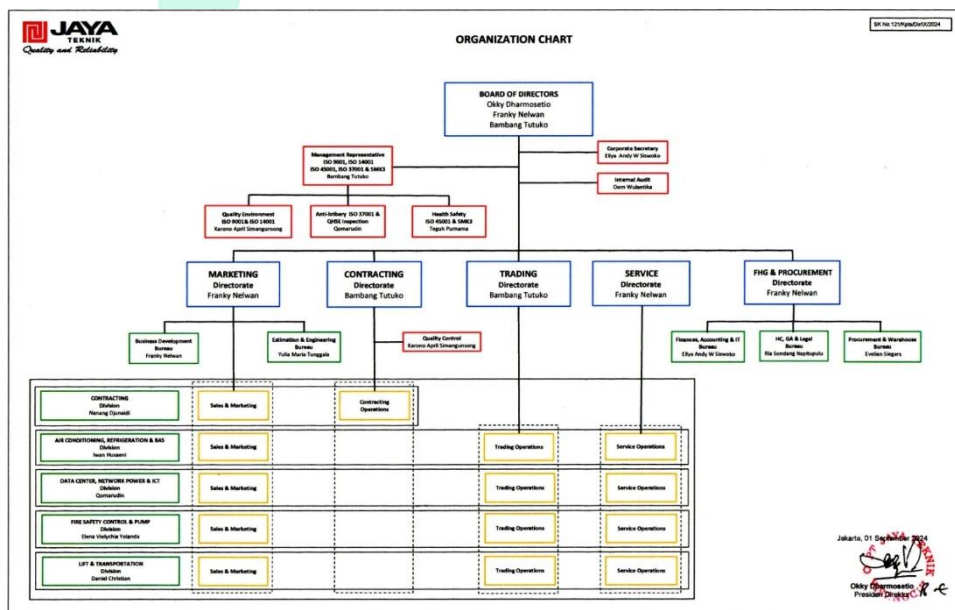 JAYA
TEKNIK
Quality and Reliability
SK No.121/Kpts/Dir/IX/2024
ORGANIZATION CHART
BOARD OF DIRECTORS
Okky Dharmosetio
Franky Nelwan
Bambang Tutuko
Management Representative
ISO 9001, ISO 14001
ISO 45001, ISO 37001 & SMK3
Bambang Tutuko
Corporate Secretary
Ellya Andy W Siswoko
Internal Audit
Dom Wulantika
Quality Environment
ISO 9001& ISO 14001
Karono April Simangunsong
Anti-bribery ISO 37001 &
QHSE Inspection
Qomarudin
Health Safety
ISO 45001 & SMK3
Teguh Purnama
MARKETING
Directorate
Franky Nelwan
CONTRACTING
Directorate
Bambang Tutuko
TRADING
Directorate
Bambang Tutuko
SERVICE
Directorate
Franky Nelwan
FHG & PROCUREMENT
Directorate
Franky Nelwan
Business Development
Bureau
Franky Nelwan
Estimation & Engineering
Bureau
Yulia Maria Tunggala
Quality Control
Karono April Simangunsong
Finances, Accounting & IT
Bureau
Ellya Andy W Siswoko
HC, GA & Legal
Bureau
Ria Sondang Napitupulu
Procurement & Warehouse
Bureau
Evelien Siegers
CONTRACTING
Division
Nanang Djunaidi
Sales & Marketing
Contracting
Operations
AIR CONDITIONING, REFRIGERATION & BAS
Division
Iwan Husaeni
Sales & Marketing
Trading Operations
Service Operations
DATA CENTER, NETWORK POWER & ICT
Division
Qomarudin
Sales & Marketing
Trading Operations
Service Operations
FIRE SAFETY CONTROL & PUMP
Division
Elena Vielychia Yolanda
Sales & Marketing
Trading Operations
Service Operations
LIFT & TRANSPORTATION
Division
Daniel Christian
Sales & Marketing
Trading Operations
Service Operations
Jakarta, 01 September 2024
Okky Dharmosetio
Presiden Direktur